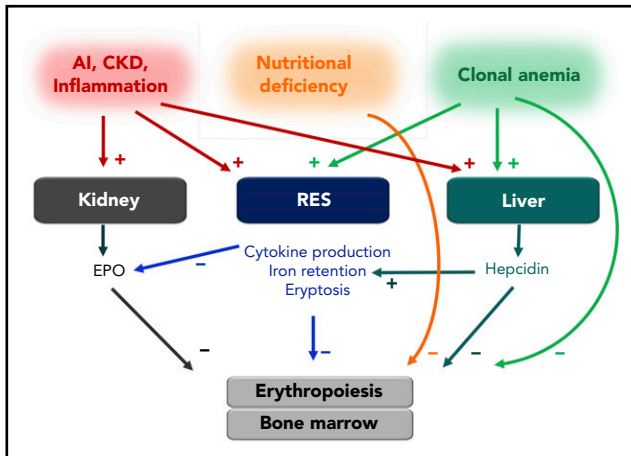 AI, CKD,
Inflammation
Nutritional
deficiency
Clonal anemia
+
+
+
+
+
Kidney
RES
Liver
EPO
−
Cytokine production
Iron retention
Eryptosis
+
Hepcidin
−
−
−
−
−
Erythropoiesis
Bone marrow